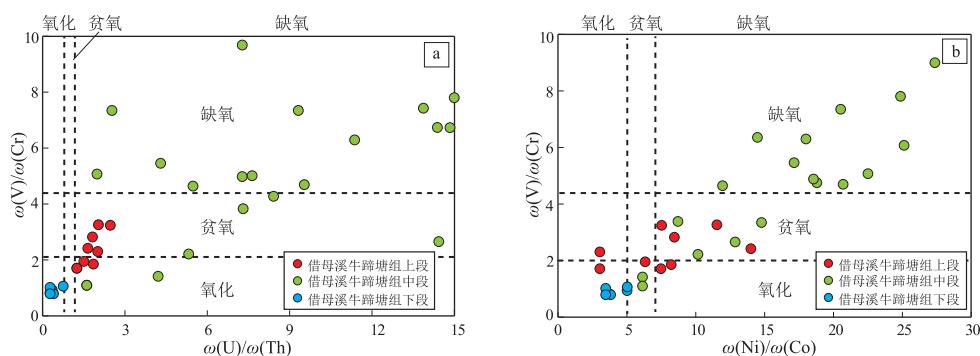 氧化 贫氧 缺氧
10
8
6
4
2
0
ω(V)/ω(Cr)
a
缺氧
贫氧
氧化
借母溪牛蹄塘组上段
借母溪牛蹄塘组中段
借母溪牛蹄塘组下段
0 3 6 9 12 15
ω(U)/ω(Th)
氧化 贫氧 缺氧
10
8
6
4
2
0
ω(V)/ω(Cr)
b
缺氧
贫氧
氧化
借母溪牛蹄塘组上段
借母溪牛蹄塘组中段
借母溪牛蹄塘组下段
0 5 10 15 20 25 30
ω(Ni)/ω(Co)